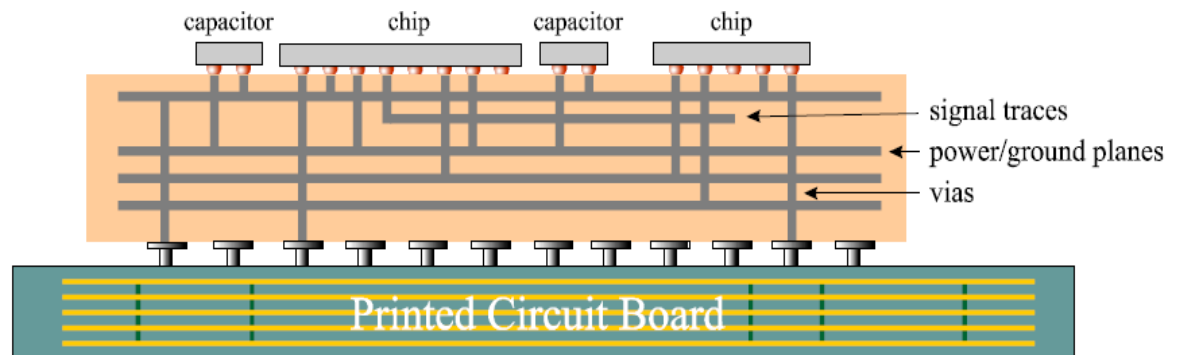 capacitor
chip
capacitor
chip
signal traces
power/ground planes
vias
Printed Circuit Board